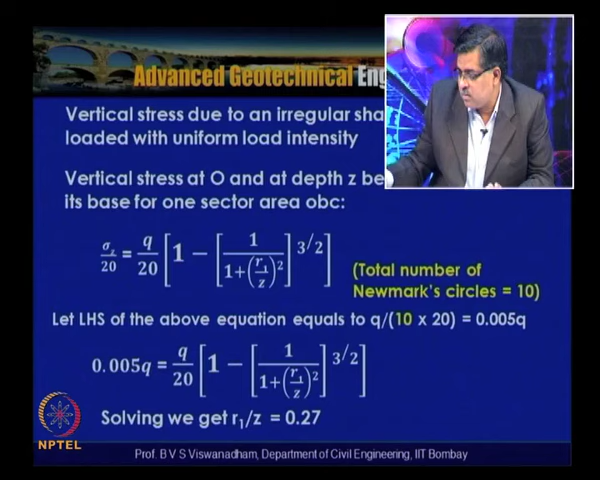 Advanced Geotechnical
Vertical stress due to an irregular
loaded with uniform load intensity
Vertical stress at O and at depth z
its base for one sector area obc:
σz/20 = q/20 [1 − [1/(1+(r₁/z)²)]^3/2]
(Total number of
Newmark's circles = 10)
Let LHS of the above equation equals to q/(10 x 20) = 0.005q
0.005q = q/20 [1 − [1/(1+(r₁/z)²)]^3/2]
Solving we get r₁/z = 0.27
NPTEL
Prof. B V S Viswanadham, Department of Civil Engineering, IIT Bombay